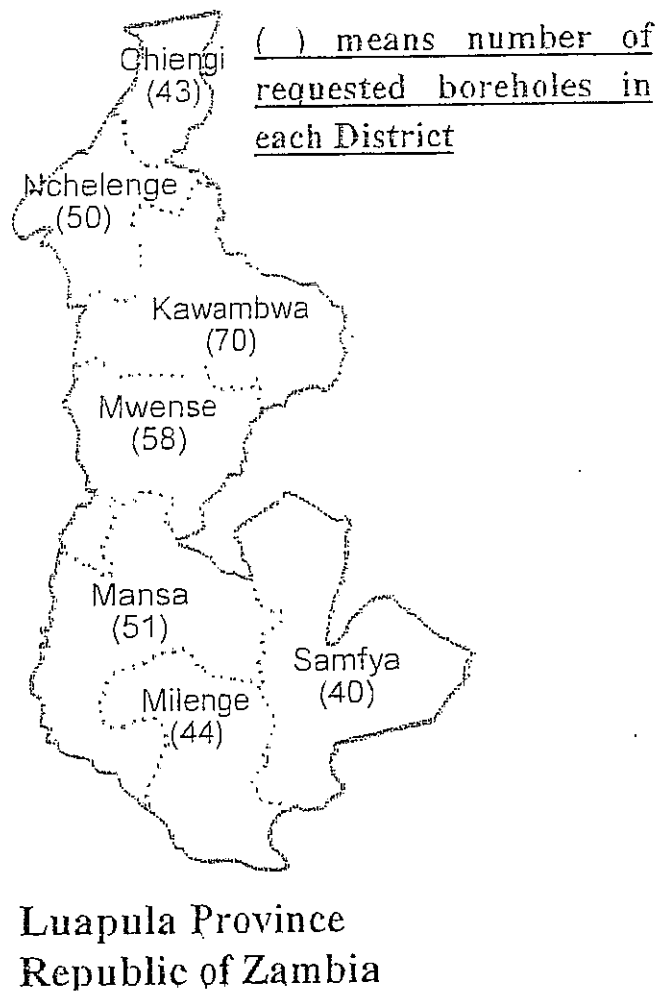 Chiengi
(43)
( ) means number of
requested boreholes in
each District
Nchelenge
(50)
Kawambwa
(70)
Mwense
(58)
Mansa
(51)
Samfya
(40)
Milenge
(44)
Luapula Province
Republic of Zambia